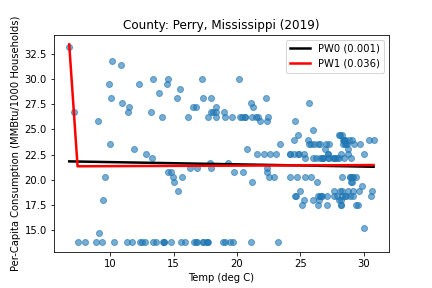 County: Perry, Mississippi (2019)
PW0 (0.001)
PW1 (0.036)
Per-Capita Consumption (MMBtu/1000 Households)
32.5
30.0
27.5
25.0
22.5
20.0
17.5
15.0
10
15
20
25
30
Temp (deg C)